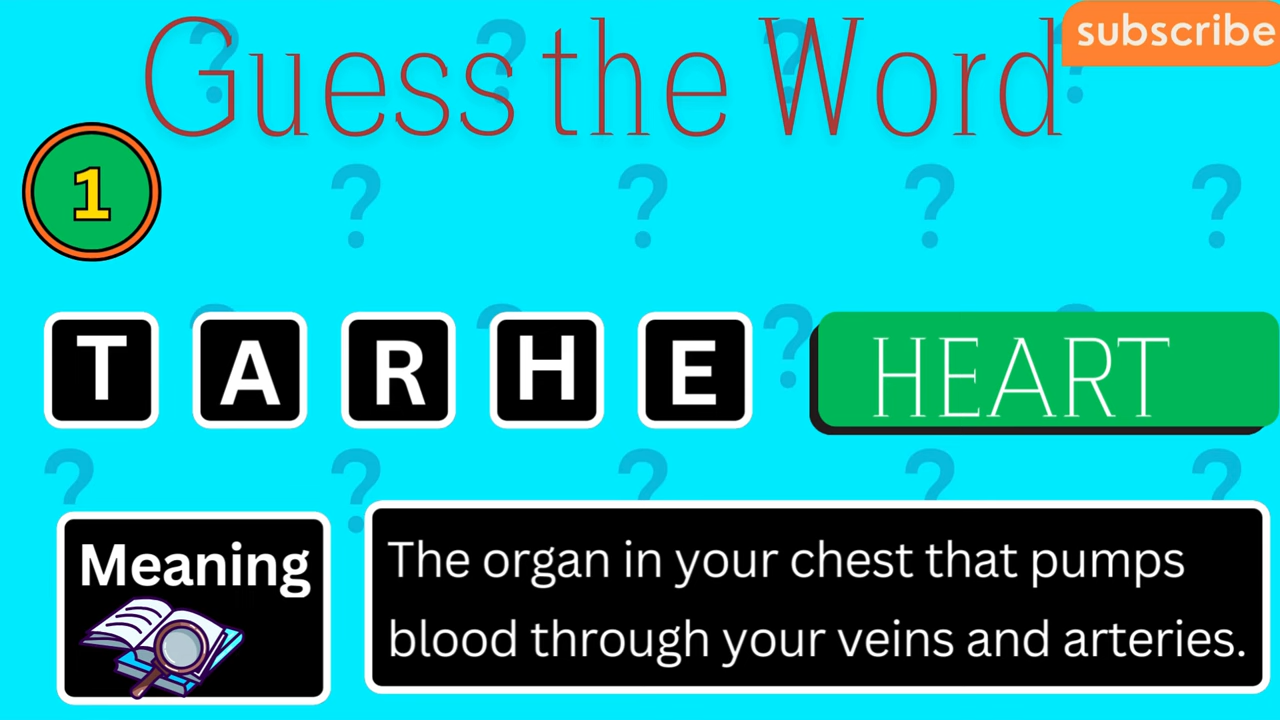 Guess the Word
subscribe
1
T A R H E
HEART
Meaning
The organ in your chest that pumps
blood through your veins and arteries.